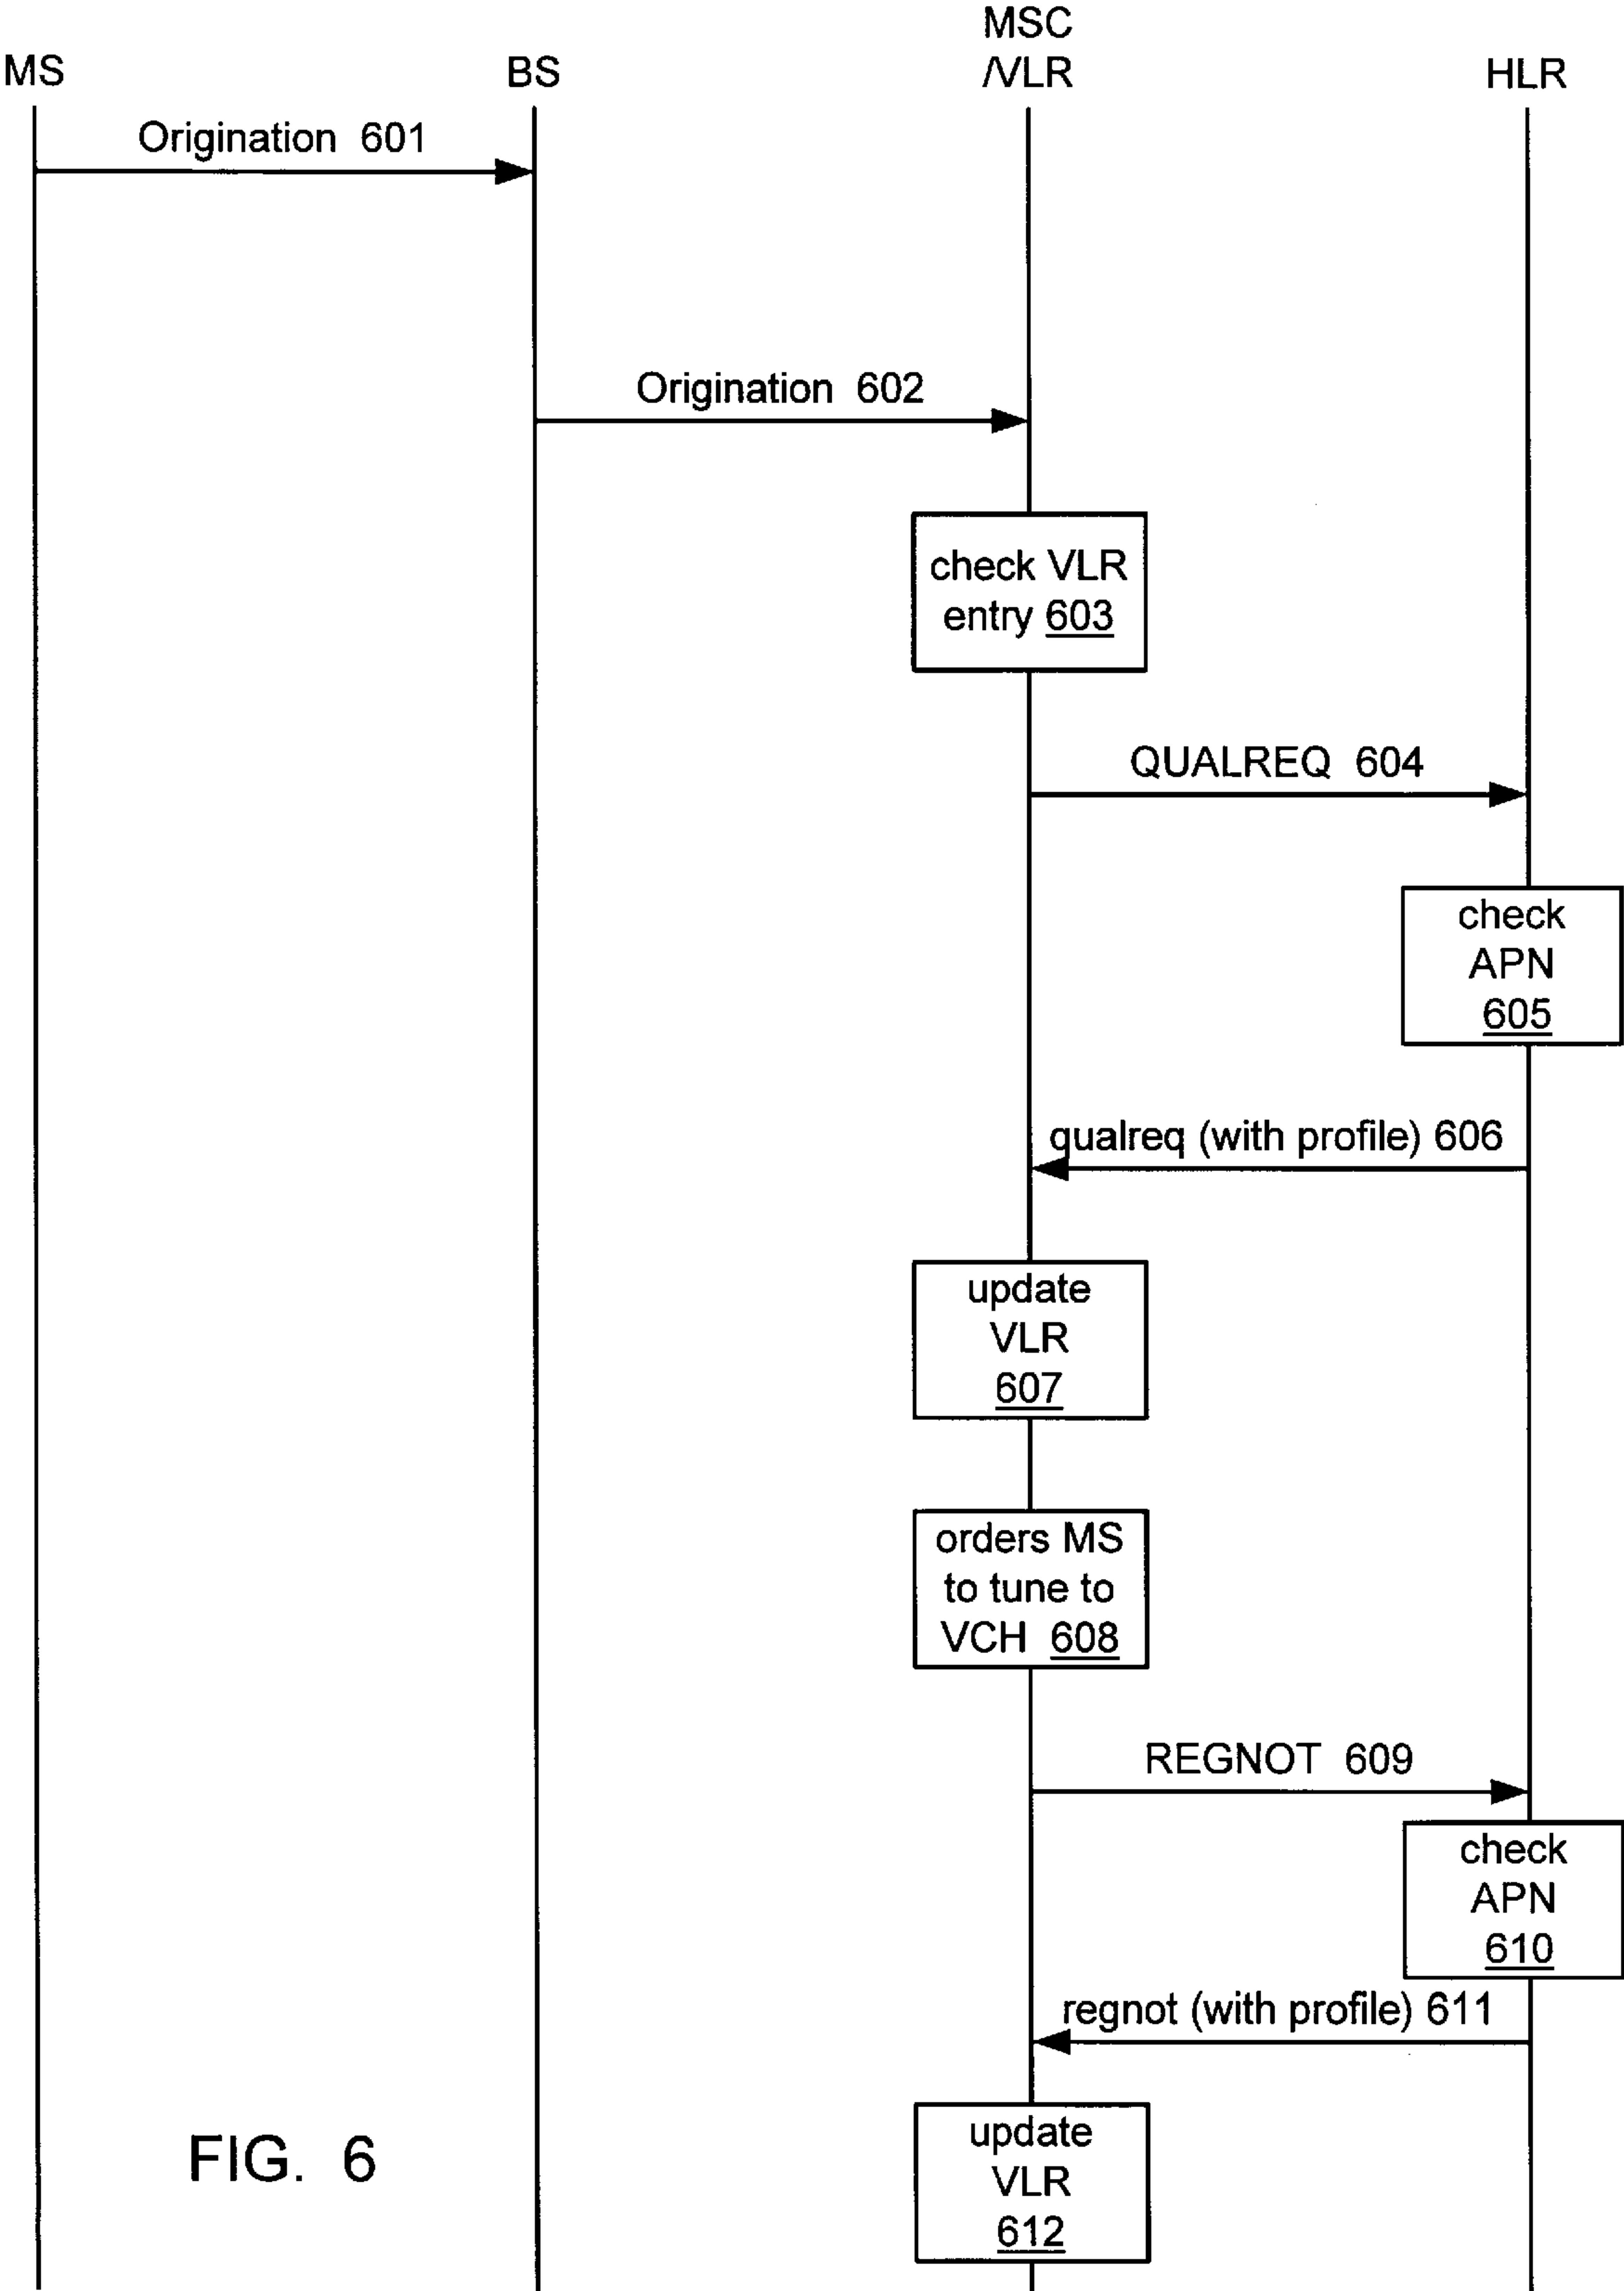 MS
BS
MSC
/VLR
HLR
Origination 601
Origination 602
check VLR
entry 603
QUALREQ 604
check
APN
605
qualreq (with profile) 606
update
VLR
607
orders MS
to tune to
VCH 608
REGNOT 609
check
APN
610
regnot (with profile) 611
update
VLR
612
FIG. 6